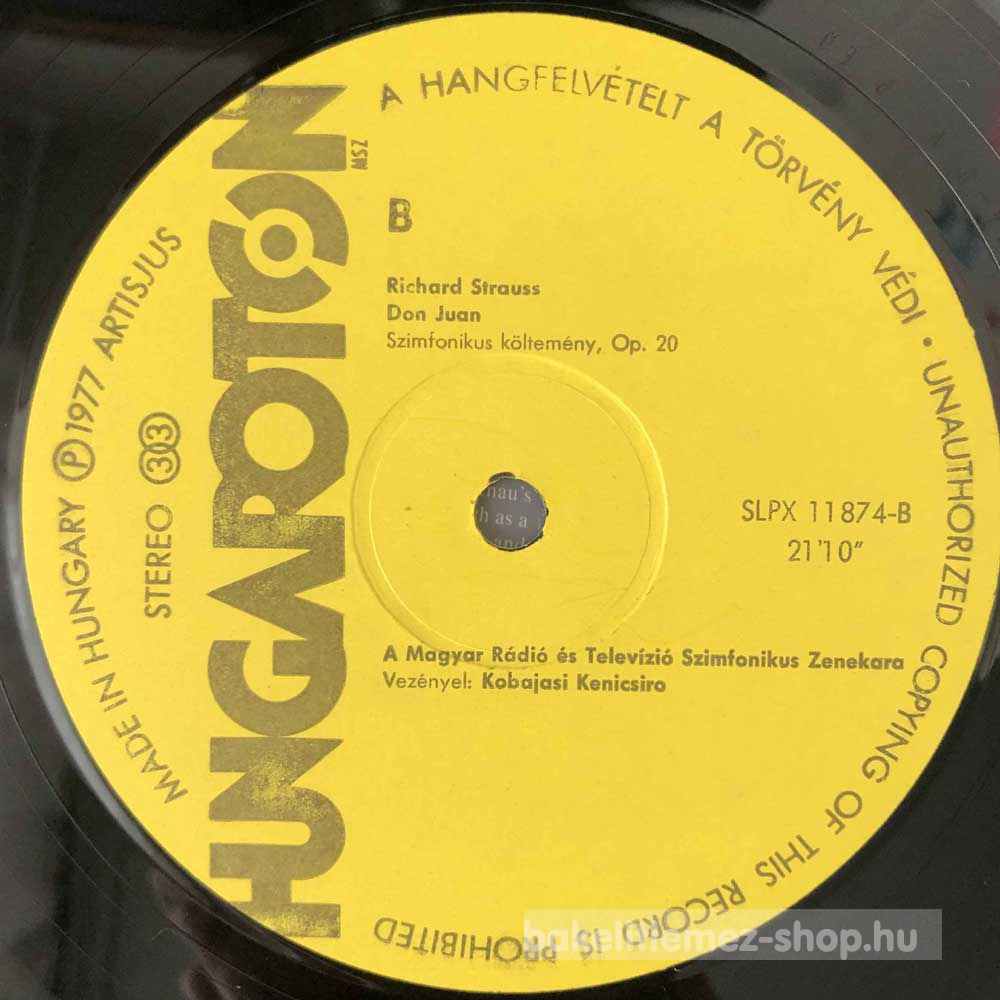 HUNGAROTON
MSZ
A HANGFELVÉTELT A TÖRVÉNY VÉDI • UNAUTHORIZED COPYING OF THIS RECORD IS PROHIBITED
MADE IN HUNGARY Ⓟ 1977 ARTISJUS
STEREO 33
B
Richard Strauss
Don Juan
Szimfonikus költemény, Op. 20
nau's
as a
SLPX 11874-B
21'10"
A Magyar Rádió és Televízió Szimfonikus Zenekara
Vezényel: Kobajasi Kenicsiro
bakelitlemez-shop.hu